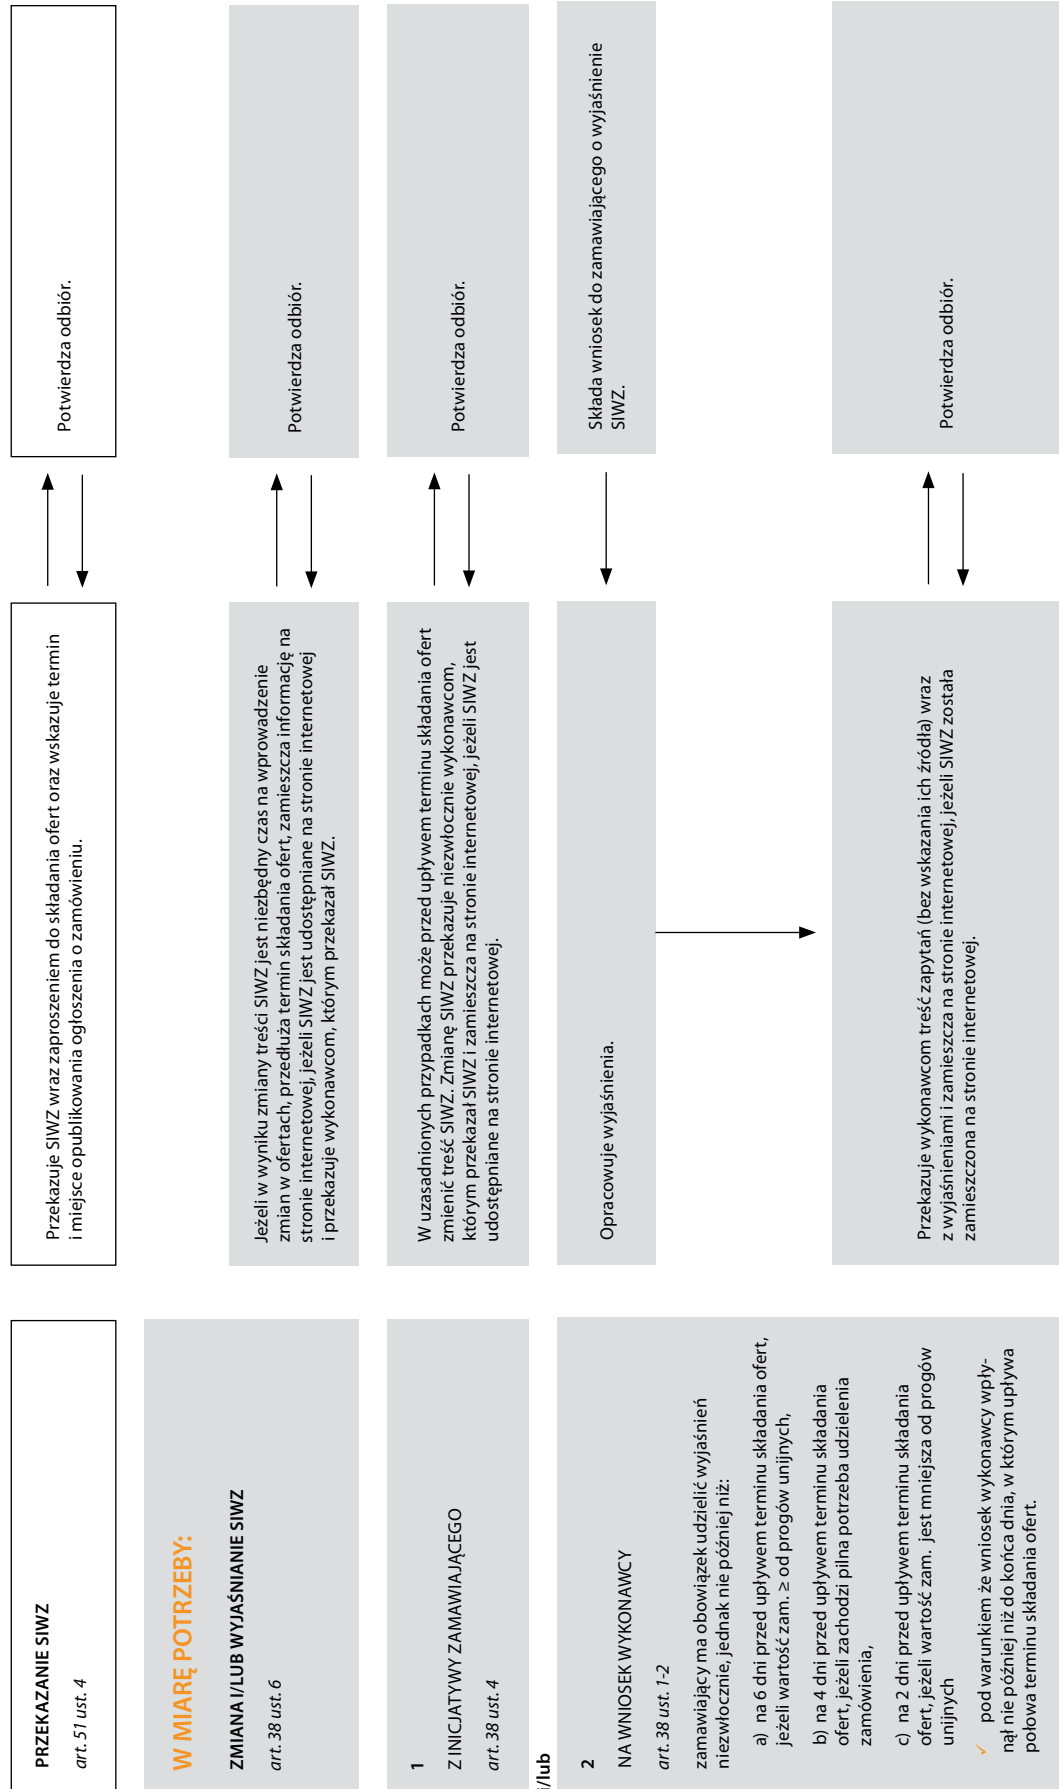 PRZEKAZANIE SIWZ
art. 51 ust. 4
Przekazuje SIWZ wraz zaproszeniem do składania ofert oraz wskazuje termin
i miejsce opublikowania ogłoszenia o zamówieniu.
Potwierdza odbiór.
W MIARĘ POTRZEBY:
ZMIANA I/LUB WYJAŚNIANIE SIWZ
art. 38 ust. 6
Jeżeli w wyniku zmiany treści SIWZ jest niezbędny czas na wprowadzenie
zmian w ofertach, przedłuża termin składania ofert, zamieszcza informację na
stronie internetowej, jeżeli SIWZ jest udostępniane na stronie internetowej
i przekazuje wykonawcom, którym przekazał SIWZ.
Potwierdza odbiór.
1
Z INICJATYWY ZAMAWIAJĄCEGO
art. 38 ust. 4
W uzasadnionych przypadkach może przed upływem terminu składania ofert
zmienić treść SIWZ. Zmianę SIWZ przekazuje niezwłocznie wykonawcom,
którym przekazał SIWZ i zamieszcza na stronie internetowej, jeżeli SIWZ jest
udostępniane na stronie internetowej.
Potwierdza odbiór.
i/lub
2
NA WNIOSEK WYKONAWCY
art. 38 ust. 1-2
zamawiający ma obowiązek udzielić wyjaśnień
niezwłocznie, jednak nie później niż:
a) na 6 dni przed upływem terminu składania ofert,
jeżeli wartość zam. ≥ od progów unijnych,
b) na 4 dni przed upływem terminu składania
ofert, jeżeli zachodzi pilna potrzeba udzielenia
zamówienia,
c) na 2 dni przed upływem terminu składania
ofert, jeżeli wartość zam. jest mniejsza od progów
unijnych
✓ pod warunkiem że wniosek wykonawcy wpły-
nął nie później niż do końca dnia, w którym upływa
połowa terminu składania ofert.
Opracowuje wyjaśnienia.
Składa wniosek do zamawiającego o wyjaśnienie
SIWZ.
Przekazuje wykonawcom treść zapytań (bez wskazania ich źródła) wraz
z wyjaśnieniami i zamieszcza na stronie internetowej, jeżeli SIWZ została
zamieszczona na stronie internetowej.
Potwierdza odbiór.